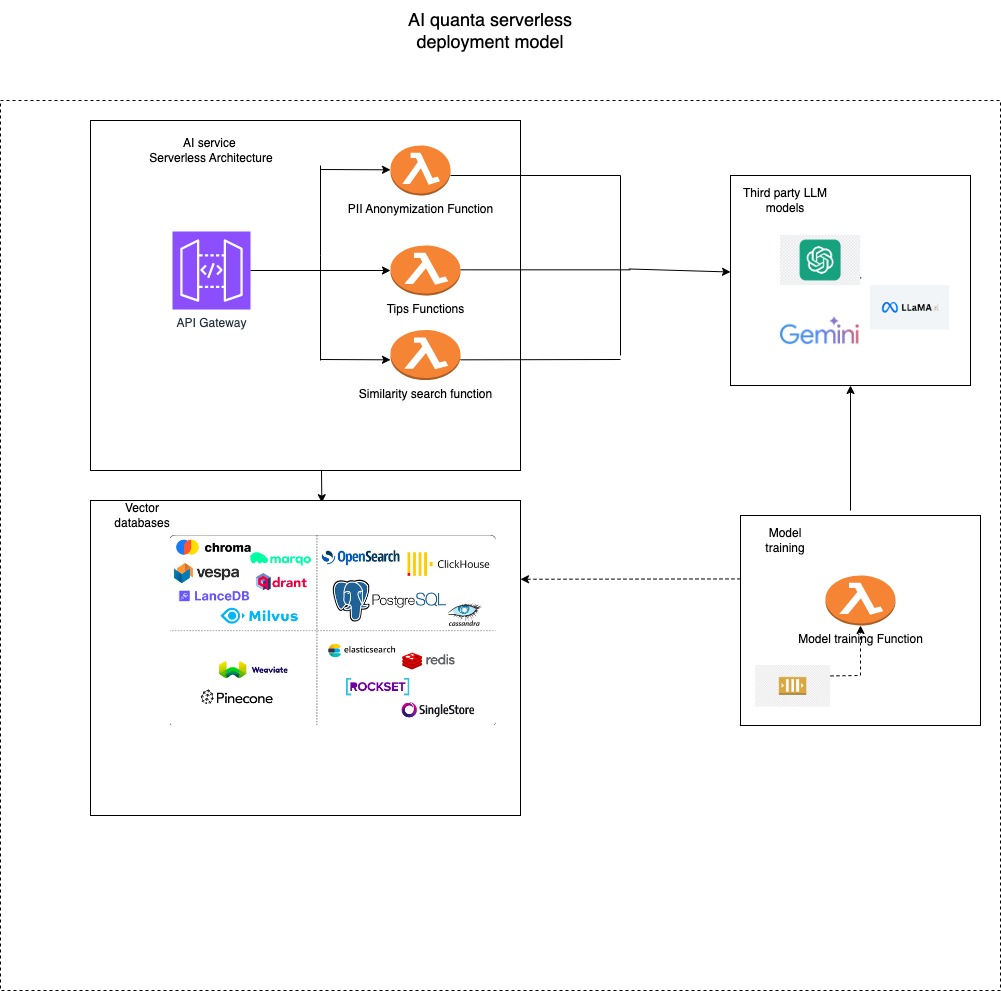 AI quanta serverless
deployment model
AI service
Serverless Architecture
PII Anonymization Function
API Gateway
Tips Functions
Similarity search function
Third party LLM
models
LLaMA
Gemini
Vector
databases
chroma
marqo
vespa
qdrant
LanceDB
Milvus
OpenSearch
ClickHouse
PostgreSQL
cassandra
Weaviate
Pinecone
elasticsearch
redis
[ROCKSET]
SingleStore
Model
training
Model training Function